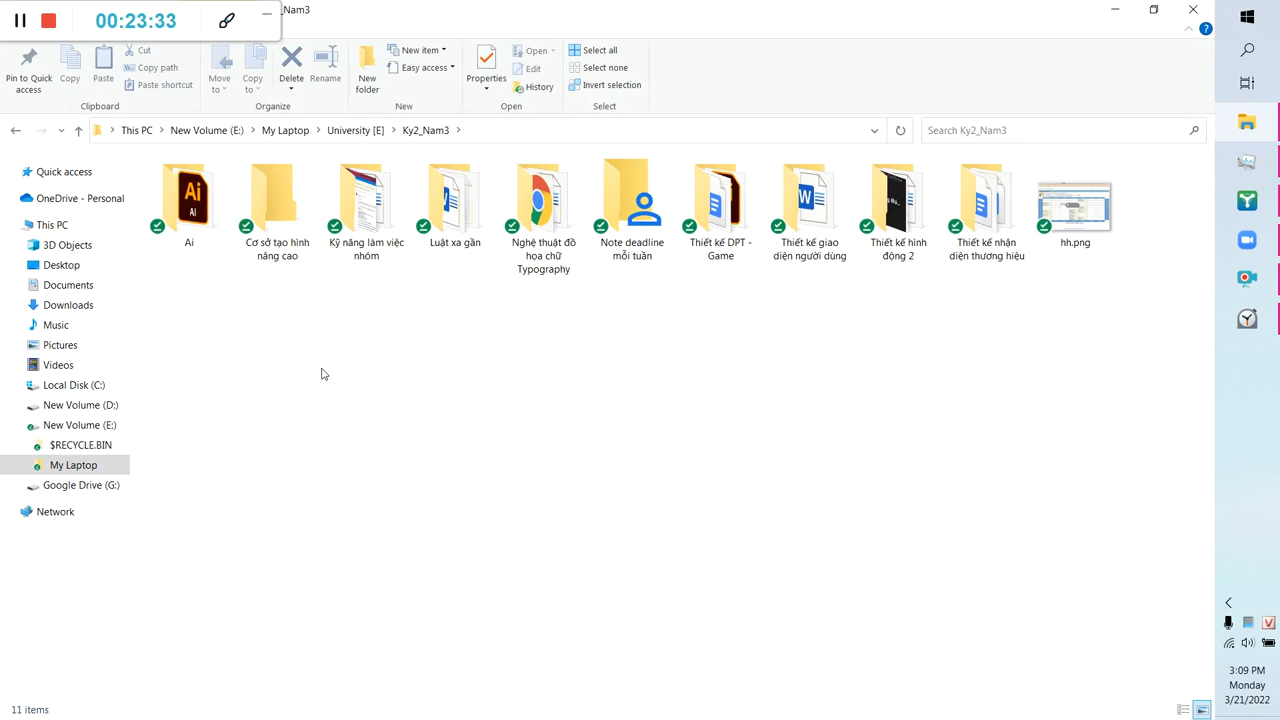 00:23:33
_Nam3
Pin to Quick access
Copy
Paste
Cut
Copy path
Paste shortcut
Clipboard
Move to
Copy to
Delete
Rename
Organize
New folder
New item
Easy access
New
Properties
Open
Edit
History
Open
Select all
Select none
Invert selection
Select
This PC > New Volume (E:) > My Laptop > University [E] > Ky2_Nam3 >
Search Ky2_Nam3
Quick access
OneDrive - Personal
This PC
3D Objects
Desktop
Documents
Downloads
Music
Pictures
Videos
Local Disk (C:)
New Volume (D:)
New Volume (E:)
$RECYCLE.BIN
My Laptop
Google Drive (G:)
Network
Ai
Ai
Ai
Cơ sở tạo hình
nâng cao
Kỹ năng làm việc
nhóm
Luật xa gần
Nghệ thuật đồ
họa chữ
Typography
Note deadline
mỗi tuần
Thiết kế DPT -
Game
Thiết kế giao
diện người dùng
Thiết kế hình
động 2
Thiết kế nhận
diện thương hiệu
hh.png
11 items
3:09 PM
Monday
3/21/2022